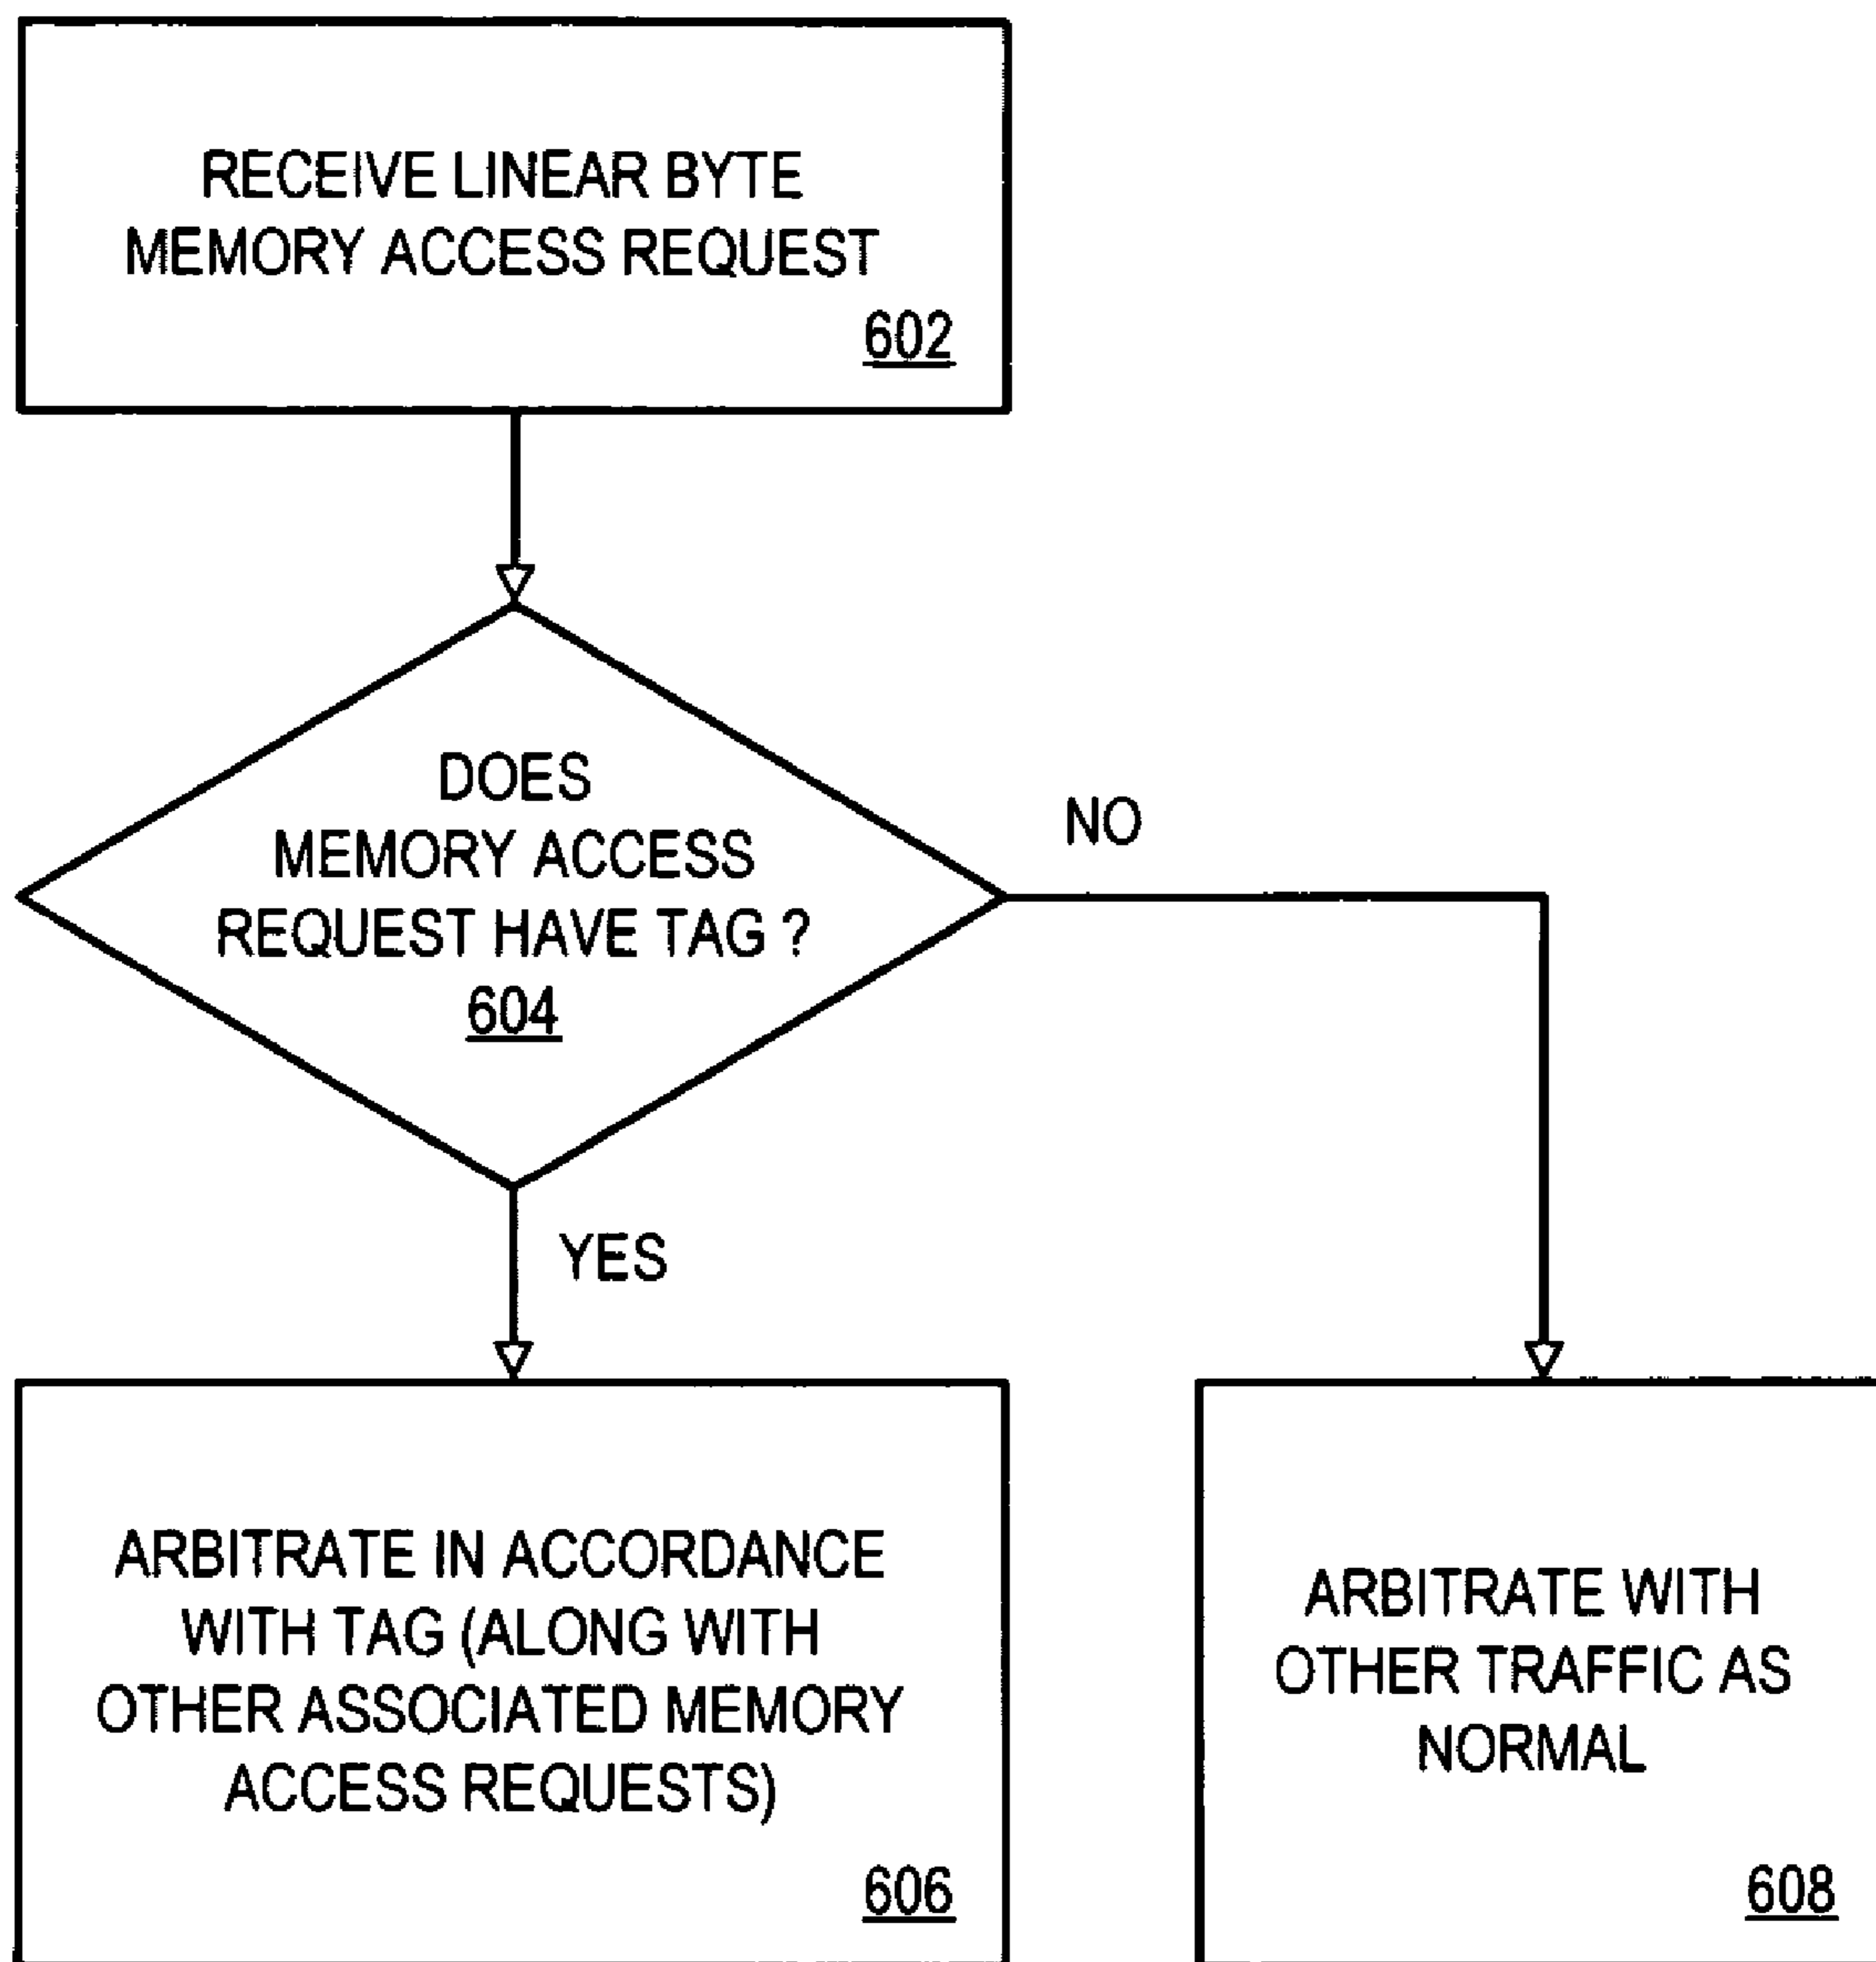 RECEIVE LINEAR BYTE
MEMORY ACCESS REQUEST
602
DOES
MEMORY ACCESS
REQUEST HAVE TAG ?
604
NO
YES
ARBITRATE IN ACCORDANCE
WITH TAG (ALONG WITH
OTHER ASSOCIATED MEMORY
ACCESS REQUESTS)
606
ARBITRATE WITH
OTHER TRAFFIC AS
NORMAL
608